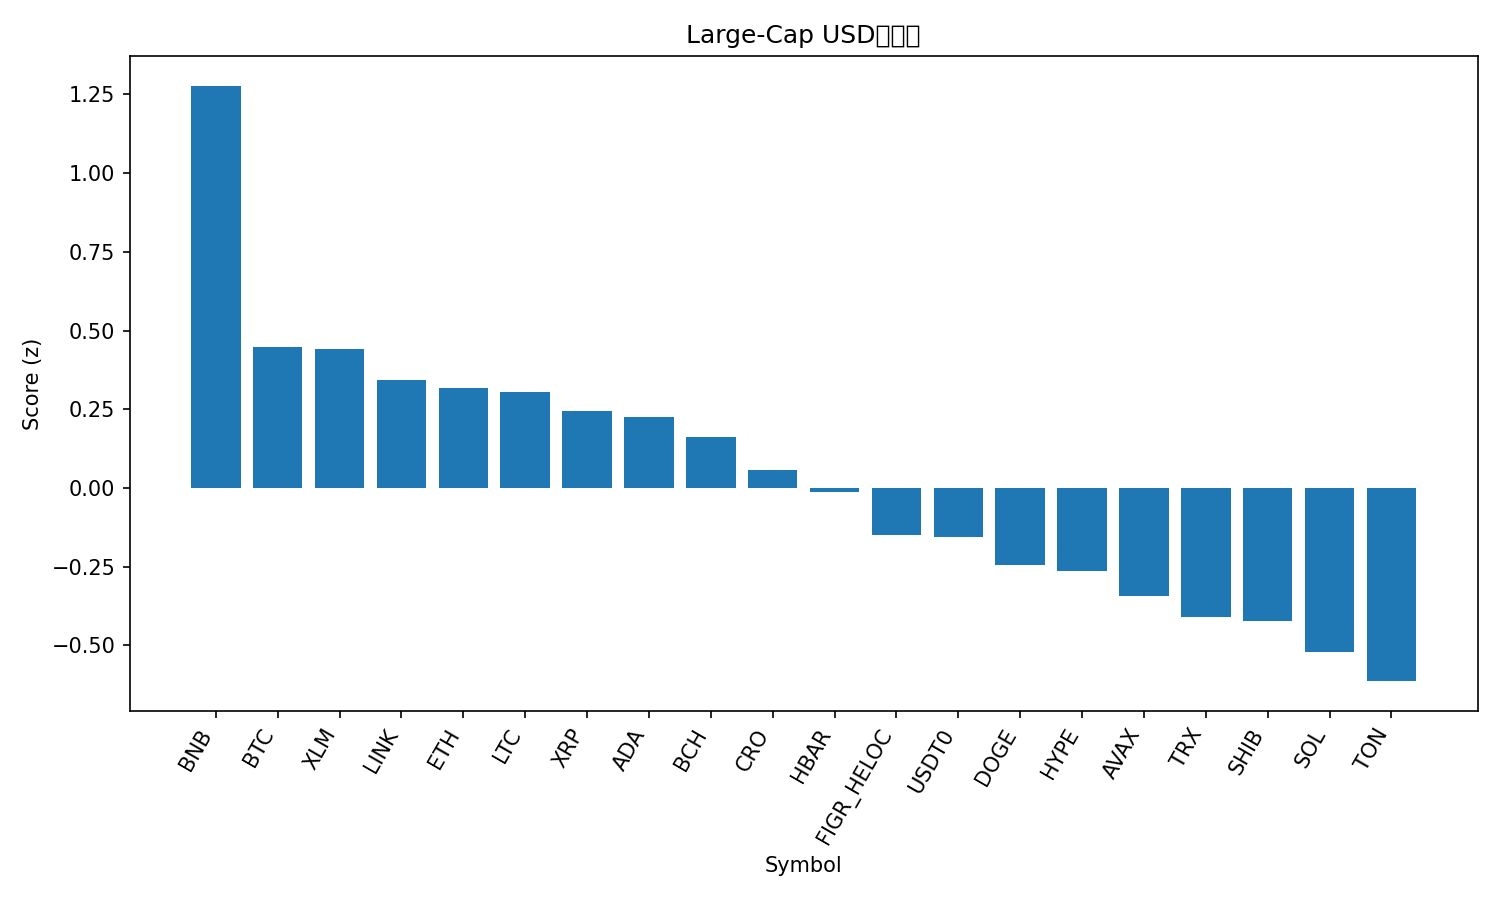 Large-Cap USD
1.25
1.00
0.75
0.50
0.25
0.00
−0.25
−0.50
Score (z)
BNB
BTC
XLM
LINK
ETH
LTC
XRP
ADA
BCH
CRO
HBAR
FIGR_HELOC
USDT0
DOGE
HYPE
AVAX
TRX
SHIB
SOL
TON
Symbol